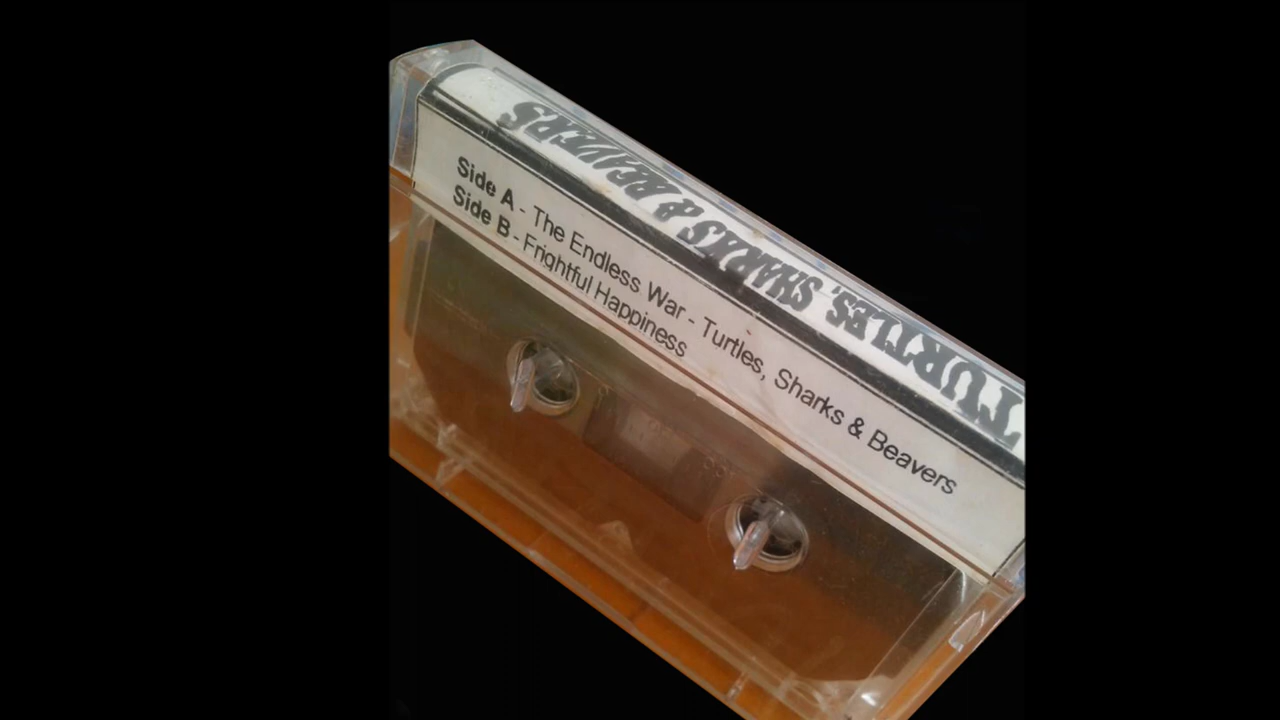 TURTLES, SHARKS & BEAVERS
Side A - The Endless War - Turtles, Sharks & Beavers
Side B - Frightful Happiness